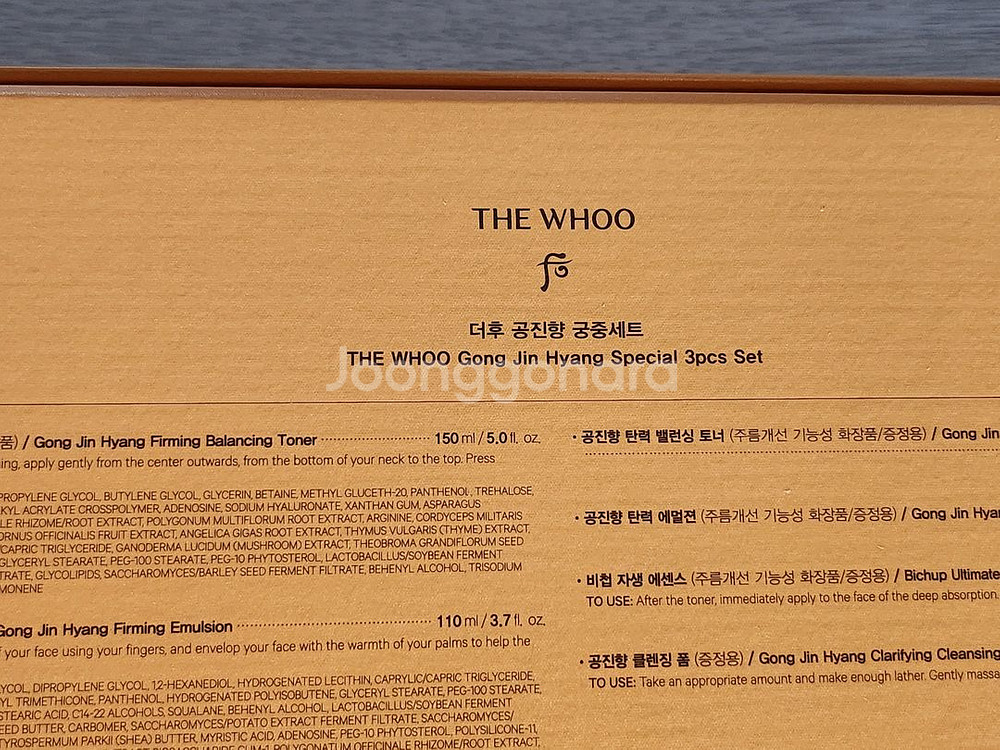 THE WHOO
더후 공진향 궁중세트
THE WHOO Gong Jin Hyang Special 3pcs Set
Joonggonara
품) / Gong Jin Hyang Firming Balancing Toner 150 ml / 5.0 fl. oz.
apply gently from the center outwards, from the bottom of your neck to the top. Press
PROPYLENE GLYCOL, BUTYLENE GLYCOL, GLYCERIN, BETAINE, METHYL GLUCETH-20, PANTHENOL, TREHALOSE,
ACRYLATE CROSSPOLYMER, ADENOSINE, SODIUM HYALURONATE, XANTHAN GUM, ASPARAGUS
RHIZOME/ROOT EXTRACT, POLYGONUM MULTIFLORUM ROOT EXTRACT, ARGININE, CORDYCEPS MILITARIS
OFFICINALIS FRUIT EXTRACT, ANGELICA GIGAS ROOT EXTRACT, THYMUS VULGARIS (THYME) EXTRACT,
/CAPRIC TRIGLYCERIDE, GANODERMA LUCIDUM (MUSHROOM) EXTRACT, THEOBROMA GRANDIFLORUM SEED
GLYCERYL STEARATE, PEG-100 STEARATE, PEG-10 PHYTOSTEROL, LACTOBACILLUS/SOYBEAN FERMENT
GLYCOLIPIDS, SACCHAROMYCES/BARLEY SEED FERMENT FILTRATE, BEHENYL ALCOHOL, TRISODIUM
MONENE
Gong Jin Hyang Firming Emulsion 110 ml / 3.7 fl. oz.
f your face using your fingers, and envelop your face with the warmth of your palms to help the
DIPROPYLENE GLYCOL, 1,2-HEXANEDIOL, HYDROGENATED LECITHIN, CAPRYLIC/CAPRIC TRIGLYCERIDE,
TRIMETHICONE, PANTHENOL, HYDROGENATED POLYISOBUTENE, GLYCERYL STEARATE, PEG-100 STEARATE,
STEARIC ACID, C14-22 ALCOHOLS, SQUALANE, BEHENYL ALCOHOL, LACTOBACILLUS/SOYBEAN FERMENT
BUTTER, CARBOMER, SACCHAROMYCES/POTATO EXTRACT FERMENT FILTRATE, SACCHAROMYCES/
PARKII (SHEA) BUTTER, MYRISTIC ACID, ADENOSINE, PEG-10 PHYTOSTEROL, POLYSILICONE-11,
GUM-1, POLYGONATUM OFFICINALE RHIZOME/ROOT EXTRACT,
· 공진향 탄력 밸런싱 토너 (주름개선 기능성 화장품/증정용) / Gong Jin
· 공진향 탄력 에멀젼 (주름개선 기능성 화장품/증정용) / Gong Jin Hyan
· 비첩 자생 에센스 (주름개선 기능성 화장품/증정용) / Bichup Ultimate
TO USE: After the toner, immediately apply to the face of the deep absorption.
· 공진향 클렌징 폼 (증정용) / Gong Jin Hyang Clarifying Cleansing
TO USE: Take an appropriate amount and make enough lather. Gently massa